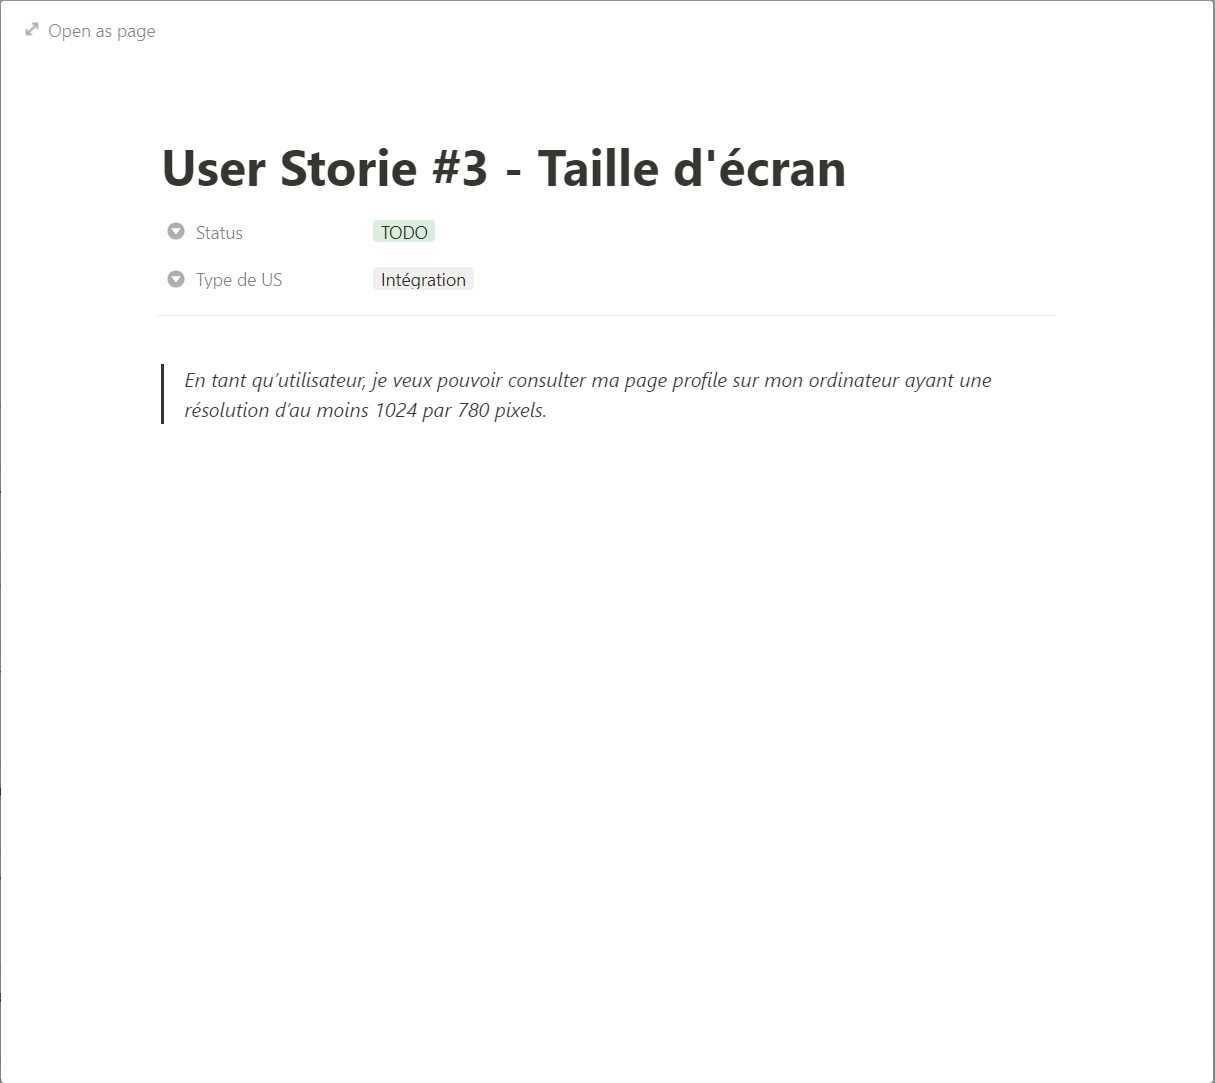 Open as page
User Storie #3 - Taille d'écran
Status TODO
Type de US Intégration
En tant qu’utilisateur, je veux pouvoir consulter ma page profile sur mon ordinateur ayant une
résolution d’au moins 1024 par 780 pixels.